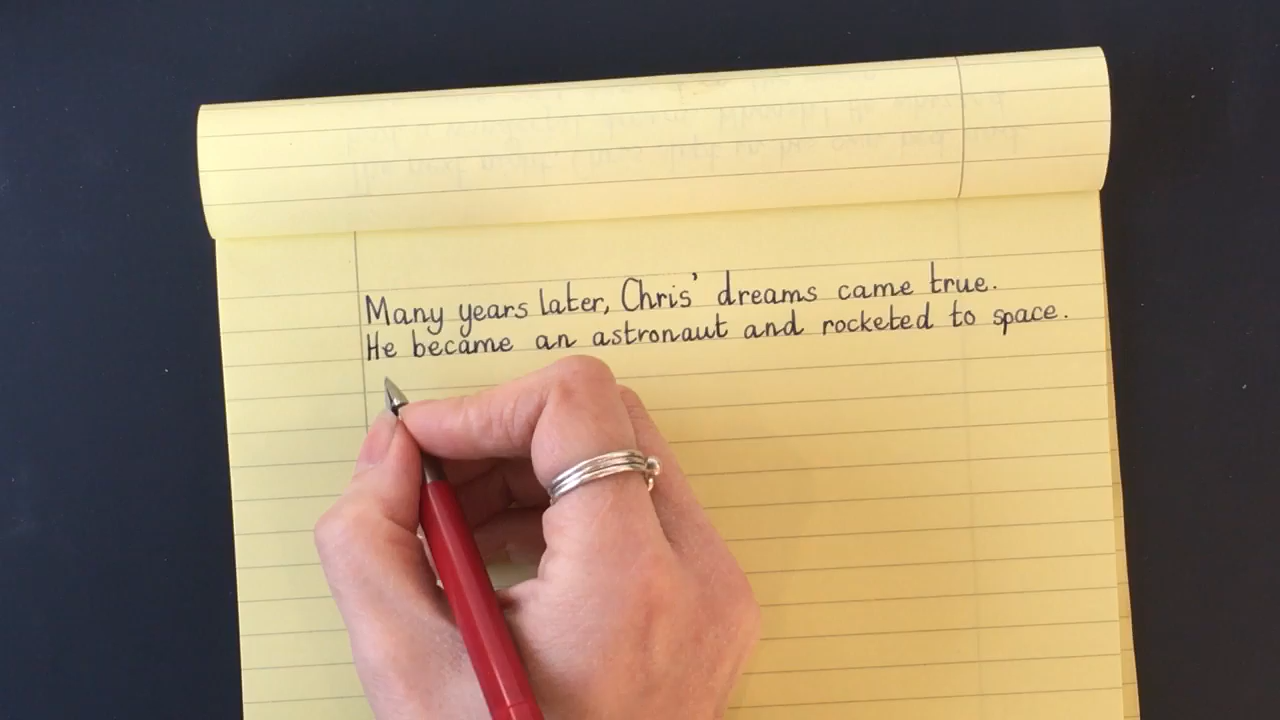 Many years later, Chris' dreams came true.
He became an astronaut and rocketed to space.